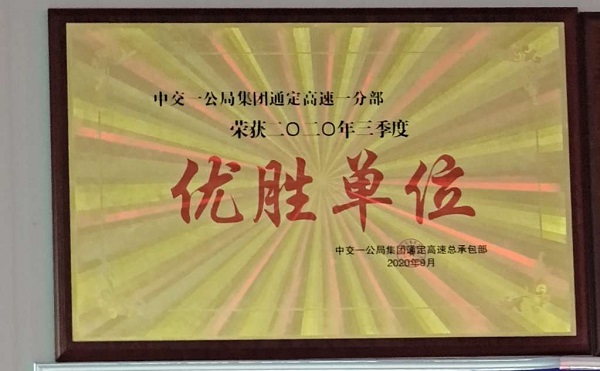 中交一公局集团通定高速一分部
荣获二〇二〇年三季度
优胜单位
中交一公局集团通定高速总承包部
2020年9月